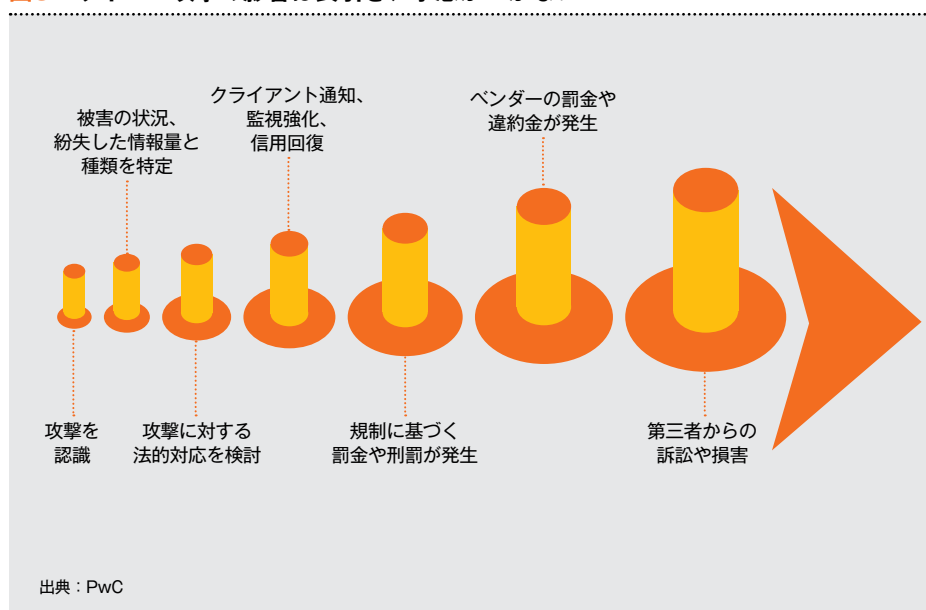 被害の状況、
紛失した情報量と
種類を特定
クライアント通知、
監視強化、
信用回復
ベンダーの罰金や
違約金が発生
攻撃を
認識
攻撃に対する
法的対応を検討
規制に基づく
罰金や刑罰が発生
第三者からの
訴訟や損害
出典：PwC